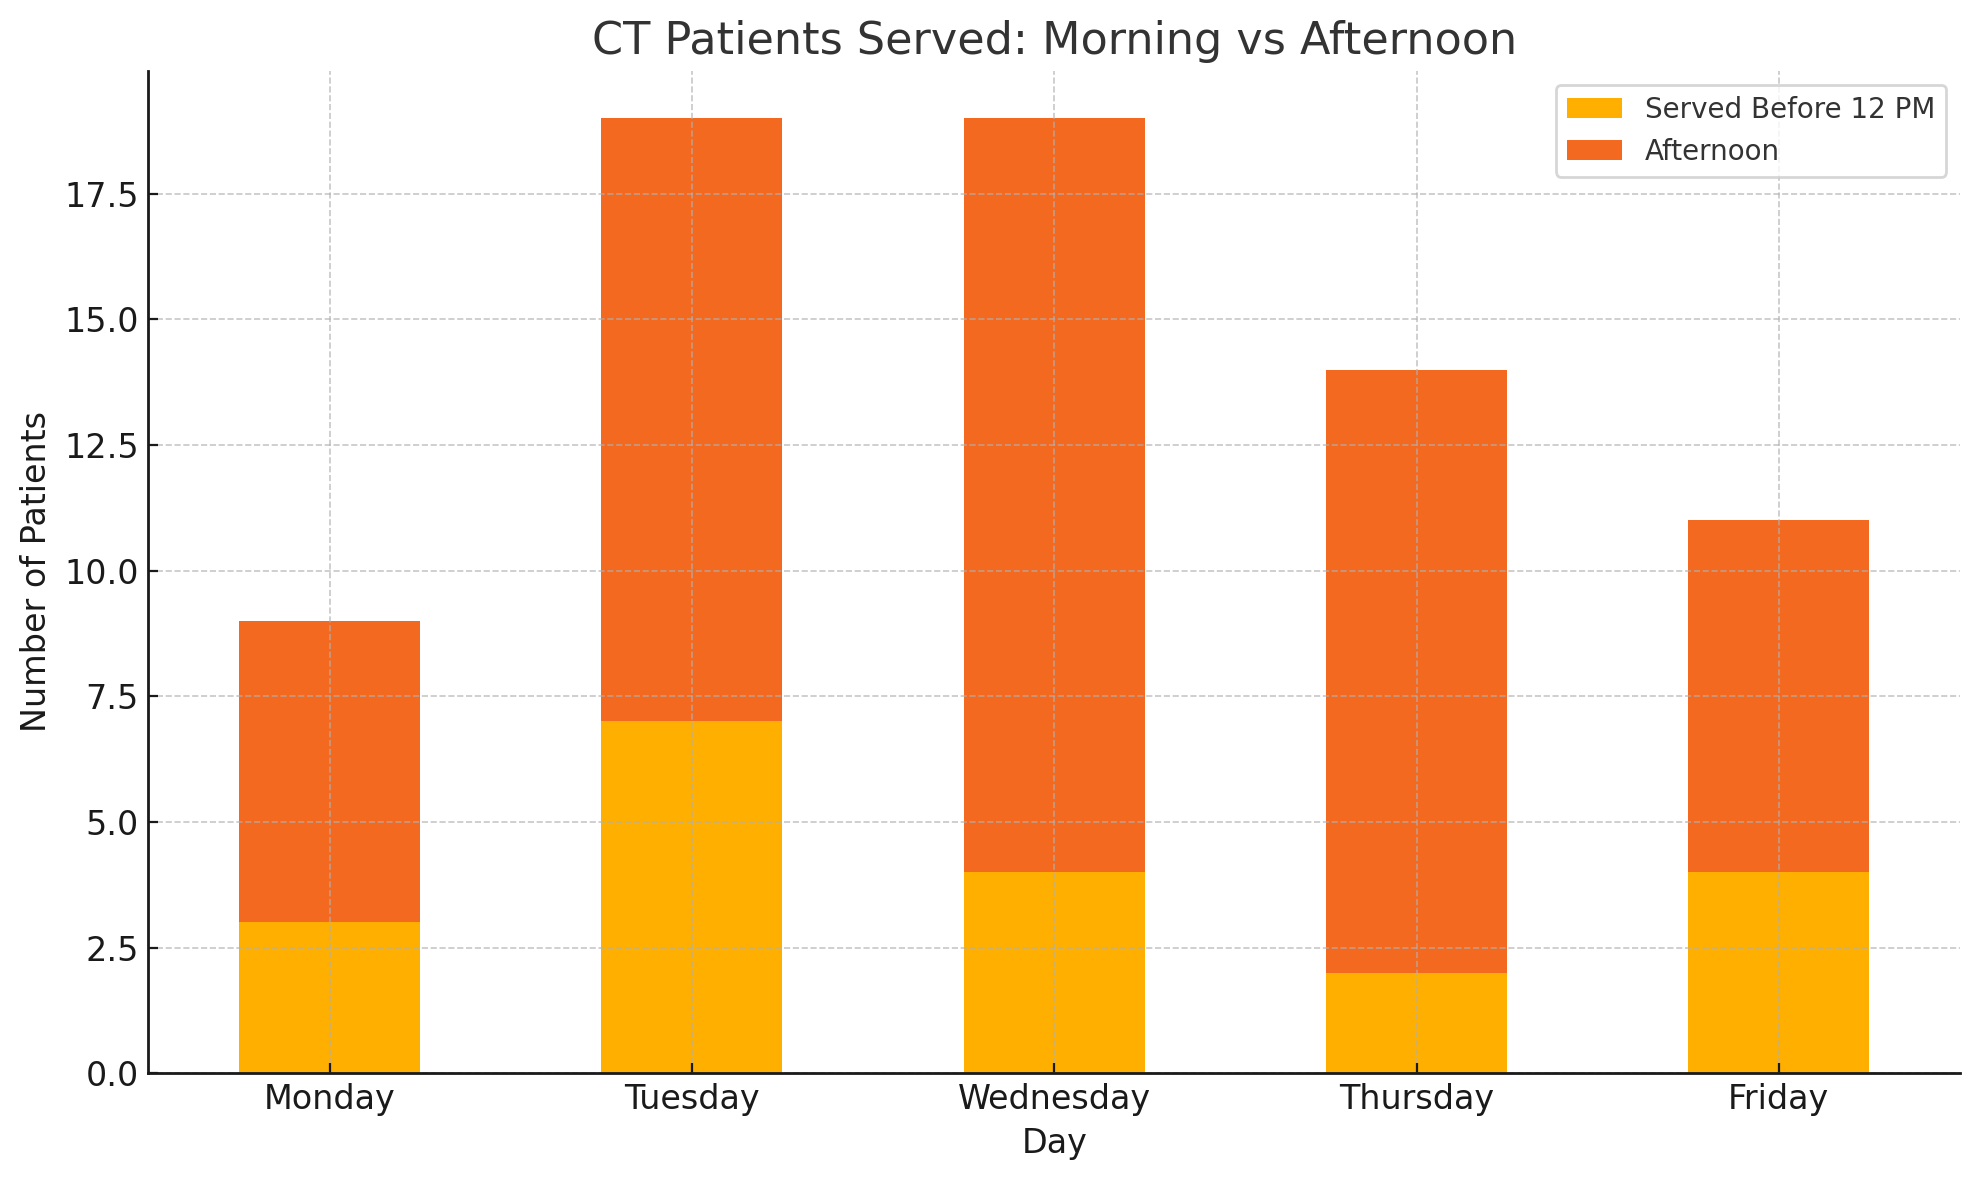 CT Patients Served: Morning vs Afternoon
Served Before 12 PM
Afternoon
Number of Patients
17.5
15.0
12.5
10.0
7.5
5.0
2.5
0.0
Monday Tuesday Wednesday Thursday Friday
Day